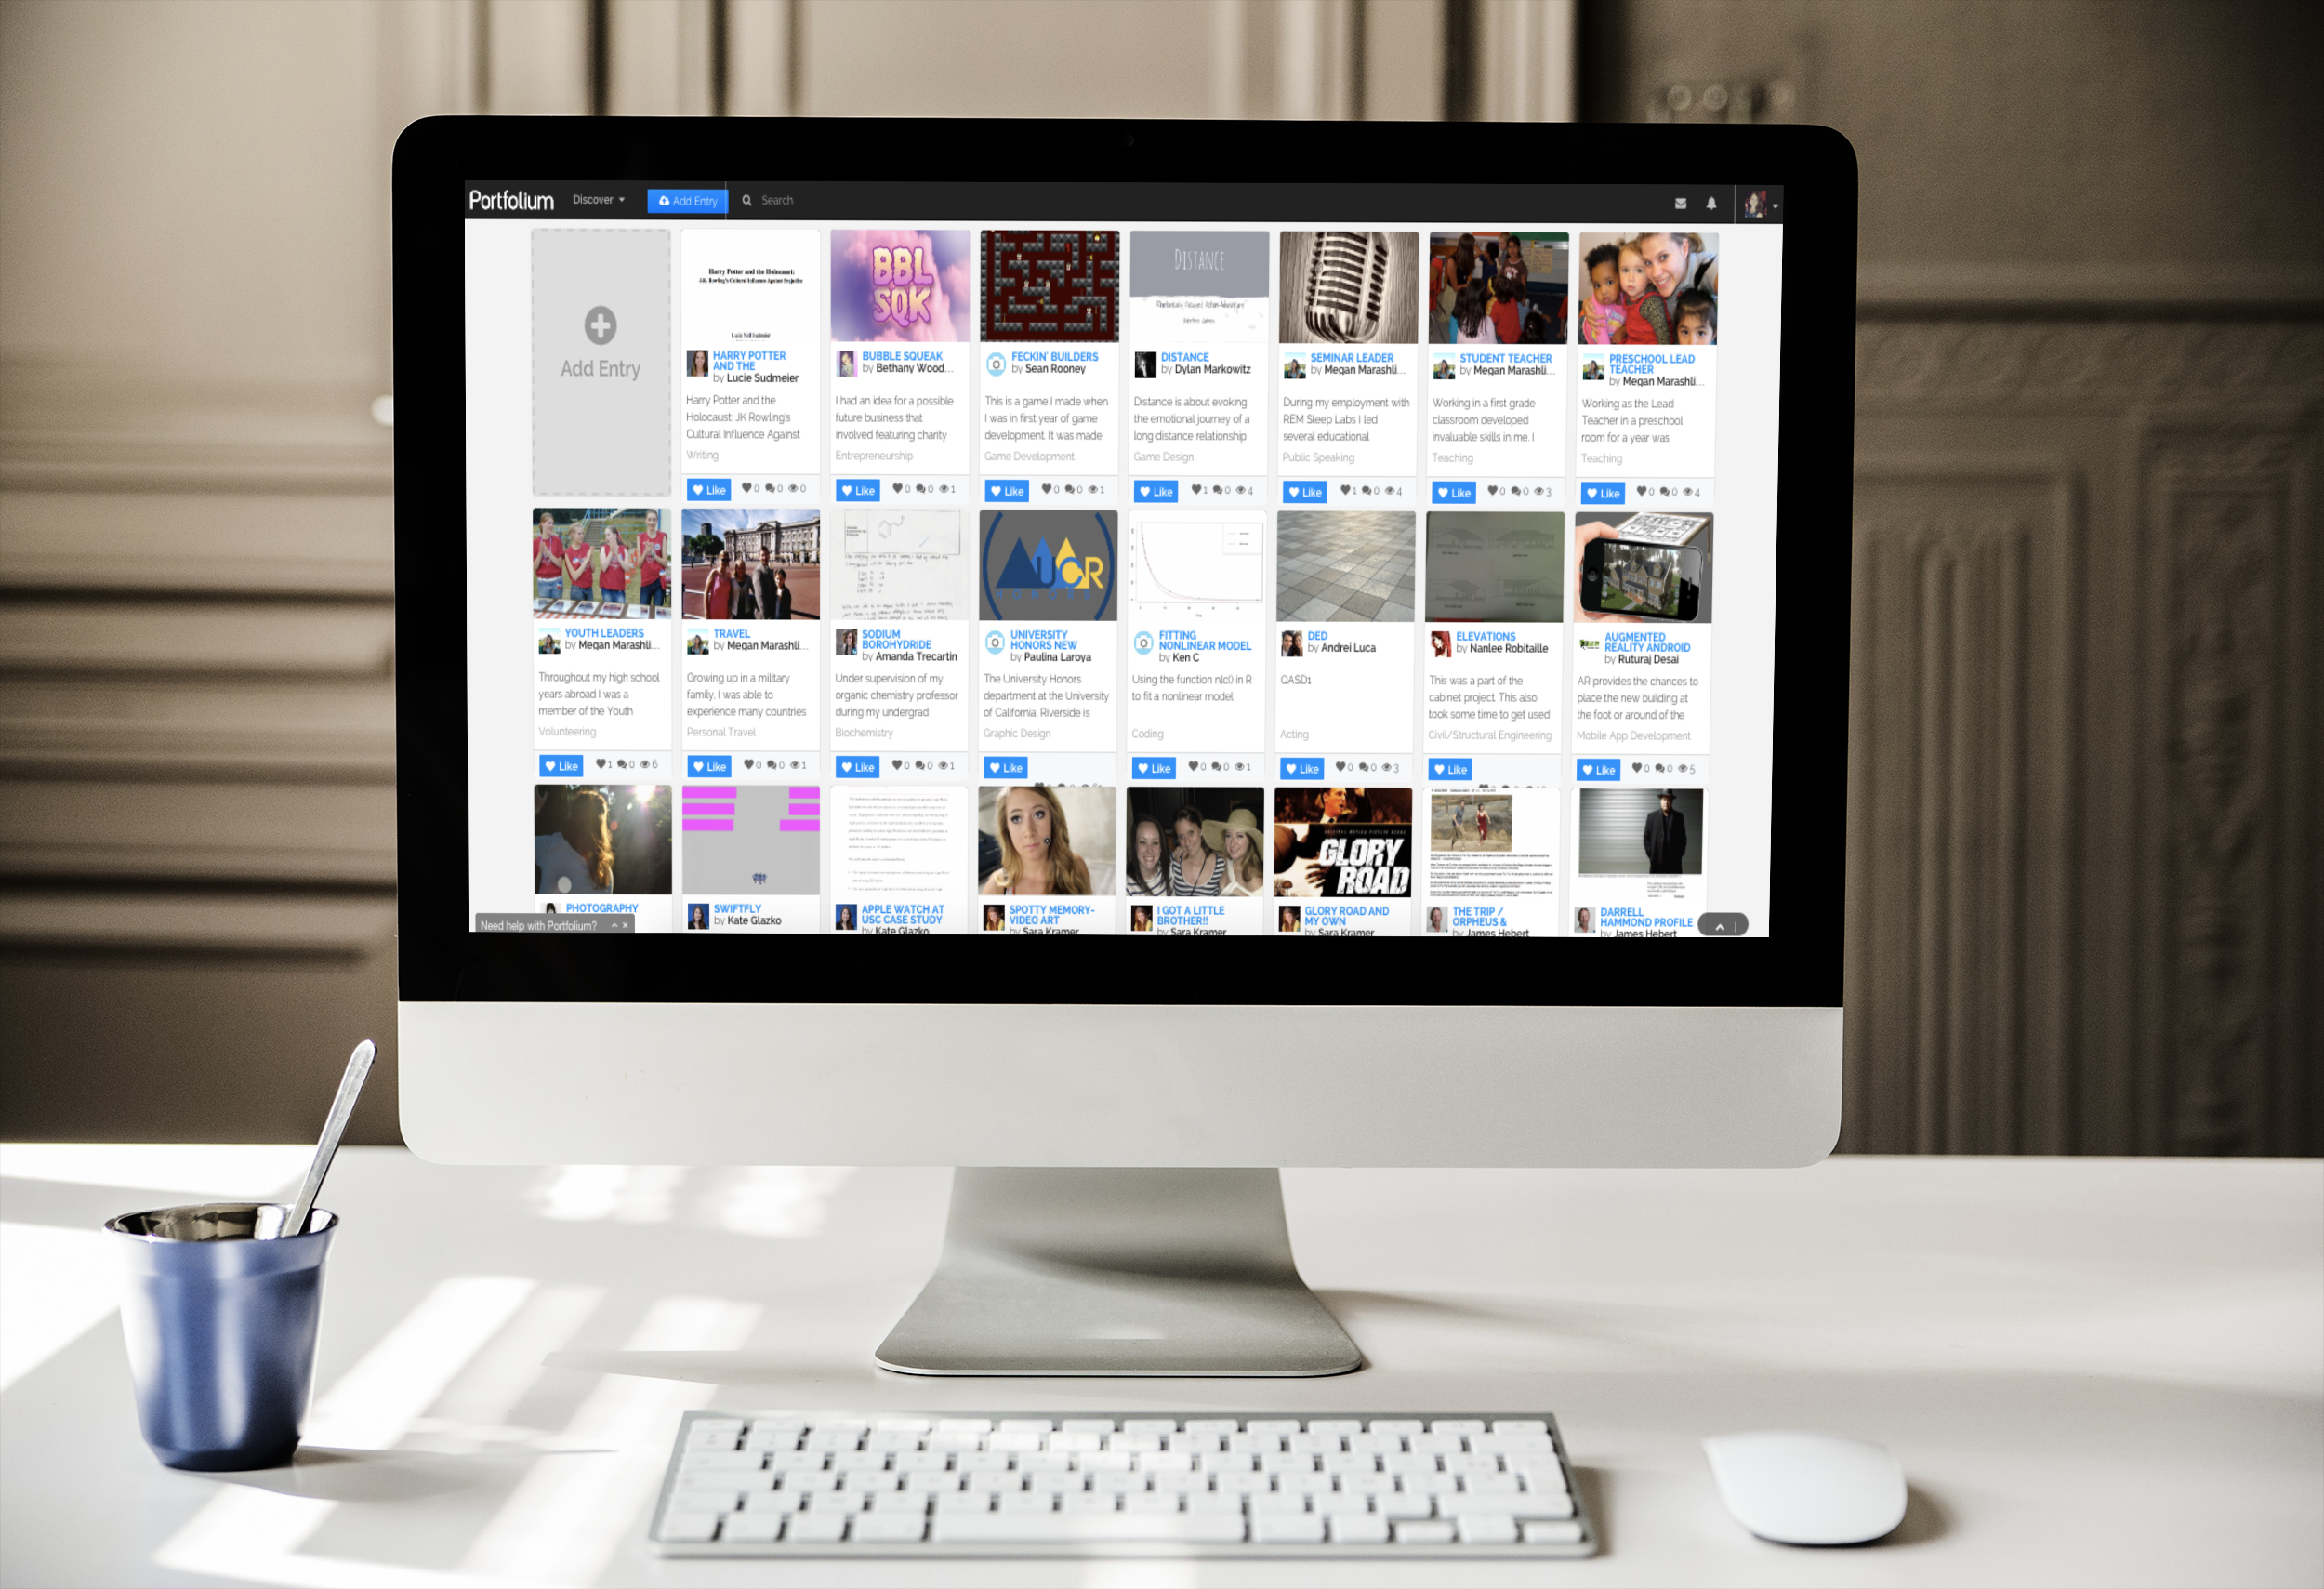 Portfolium Discover Add Entry Search
Add Entry
Harry Potter and the Holocaust:
J.K. Rowling's Cultural Influence Against Prejudice
HARRY POTTER
AND THE
by Lucie Sudmeier
Harry Potter and the
Holocaust: JK Rowling's
Cultural Influence Against
Writing
Like 0 0 0
BBL
SQK
BUBBLE SQUEAK
by Bethany Wood...
I had an idea for a possible
future business that
involved featuring charity
Entrepreneurship
Like 0 0 1
FECKIN' BUILDERS
by Sean Rooney
This is a game I made when
I was in first year of game
development. It was made
Game Development
Like 0 0 1
DISTANCE
DISTANCE
by Dylan Markowitz
Distance is about evoking
the emotional journey of a
long distance relationship
Game Design
Like 1 0 4
SEMINAR LEADER
by Megan Marashli...
During my employment with
REM Sleep Labs I led
several educational
Public Speaking
Like 1 0 4
STUDENT TEACHER
by Megan Marashli...
Working in a first grade
classroom developed
invaluable skills in me. I
Teaching
Like 0 0 3
PRESCHOOL LEAD
TEACHER
by Megan Marashli...
Working as the Lead
Teacher in a preschool
room for a year was
Teaching
Like 0 0 4
YOUTH LEADERS
by Megan Marashli...
Throughout my high school
years abroad I was a
member of the Youth
Volunteering
Like 1 0 6
TRAVEL
by Megan Marashli...
Growing up in a military
family, I was able to
experience many countries
Personal Travel
Like 0 0 1
SODIUM
BOROHYDRIDE
by Amanda Trecartin
Under supervision of my
organic chemistry professor
during my undergrad
Biochemistry
Like 0 0 1
UCR
HONORS
UNIVERSITY
HONORS NEW
by Paulina Laroya
The University Honors
department at the University
of California, Riverside is
Graphic Design
Like
FITTING
NONLINEAR MODEL
by Ken C
Using the function nlc() in R
to fit a nonlinear model
Coding
Like 0 0 1
DED
by Andrei Luca
QASD1
Acting
Like 0 0 3
ELEVATIONS
by Nanlee Robitaille
This was a part of the
cabinet project. This also
took some time to get used
Civil/Structural Engineering
Like
AUGMENTED
REALITY ANDROID
by Ruturaj Desai
AR provides the chances to
place the new building at
the foot or around of the
Mobile App Development
Like 0 0 5
PHOTOGRAPHY
SWIFTFLY
by Kate Glazko
APPLE WATCH AT
USC CASE STUDY
by Kate Glazko
SPOTTY MEMORY-
VIDEO ART
by Sara Kramer
I GOT A LITTLE
BROTHER!!
by Sara Kramer
GLORY
ROAD
GLORY ROAD AND
MY OWN
by Sara Kramer
THE TRIP /
ORPHEUS &
by James Hebert
DARRELL
HAMMOND PROFILE
by James Hebert
Need help with Portfolium?